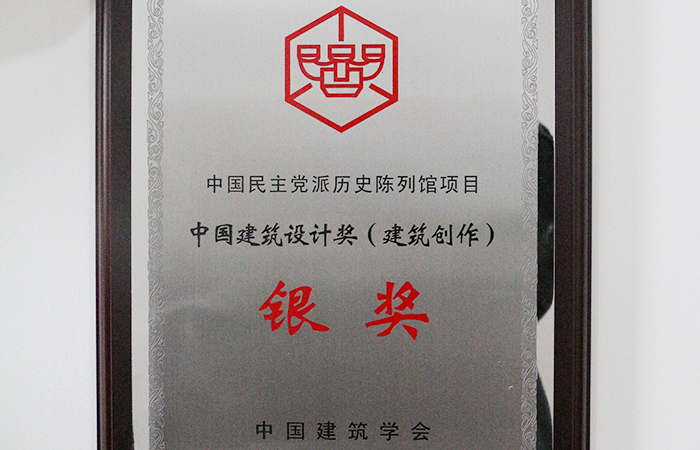 中国民主党派历史陈列馆项目
中国建筑设计奖（建筑创作）
银奖
中国建筑学会